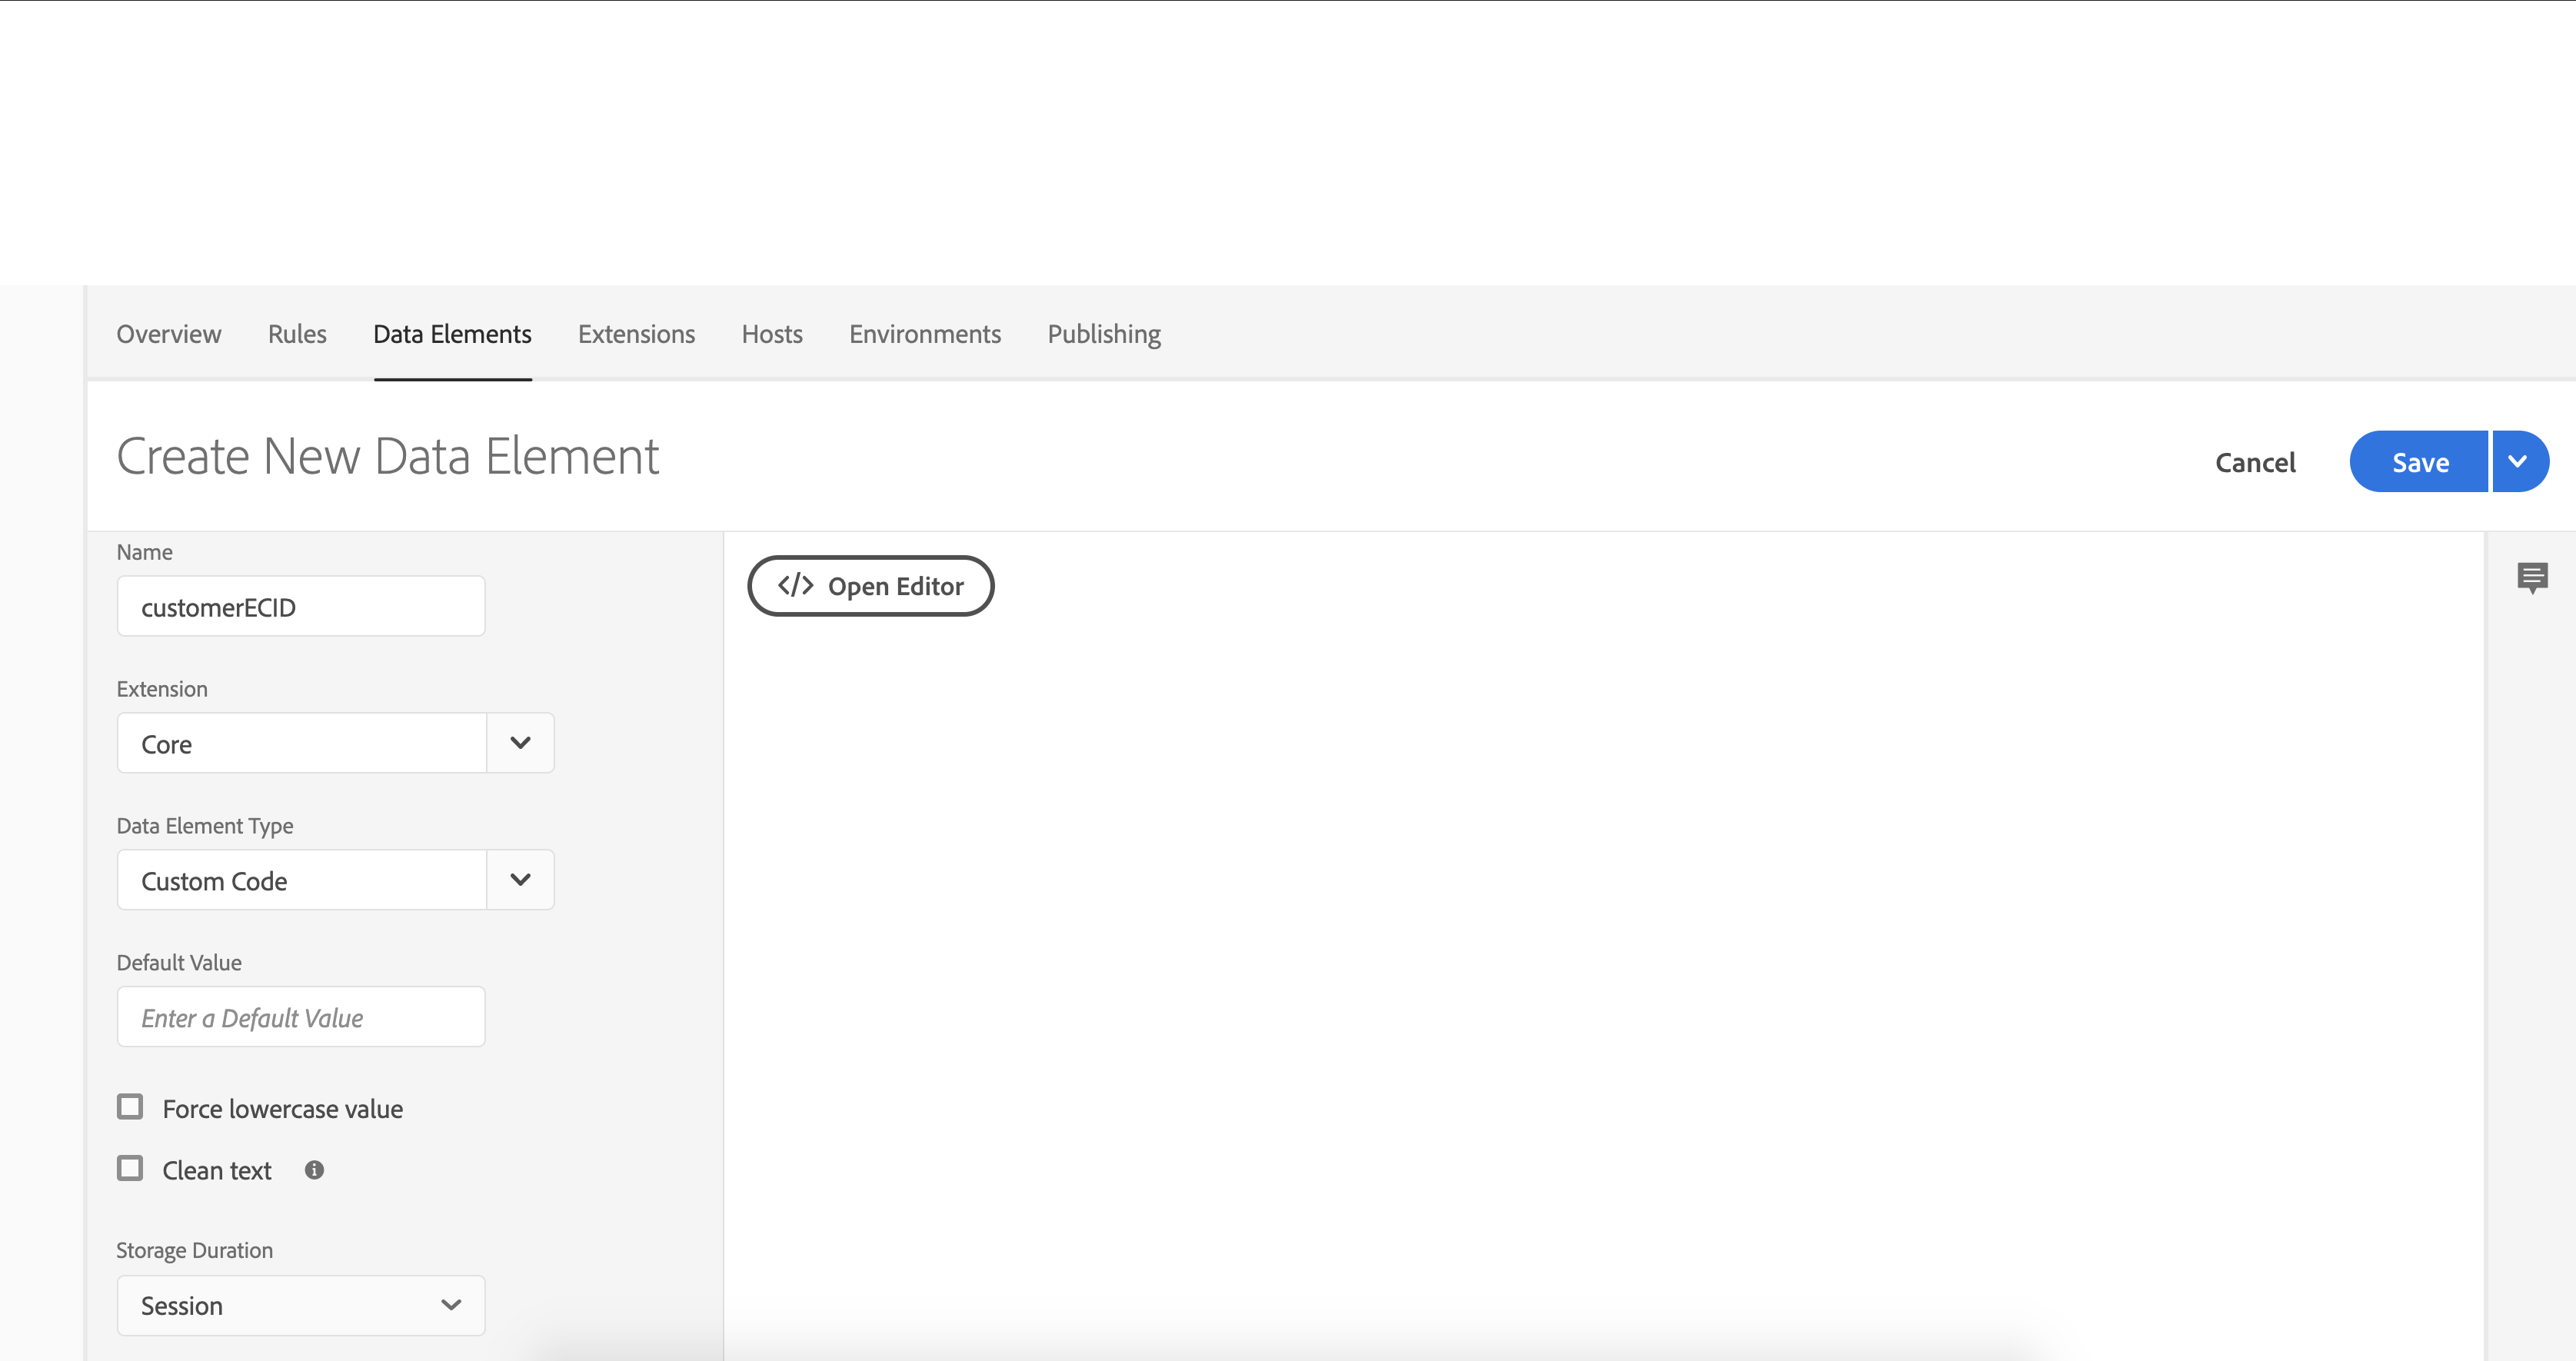 Overview Rules Data Elements Extensions Hosts Environments Publishing
Create New Data Element
Cancel Save
Name
customerECID
</> Open Editor
Extension
Core
Data Element Type
Custom Code
Default Value
Enter a Default Value
Force lowercase value
Clean text
Storage Duration
Session